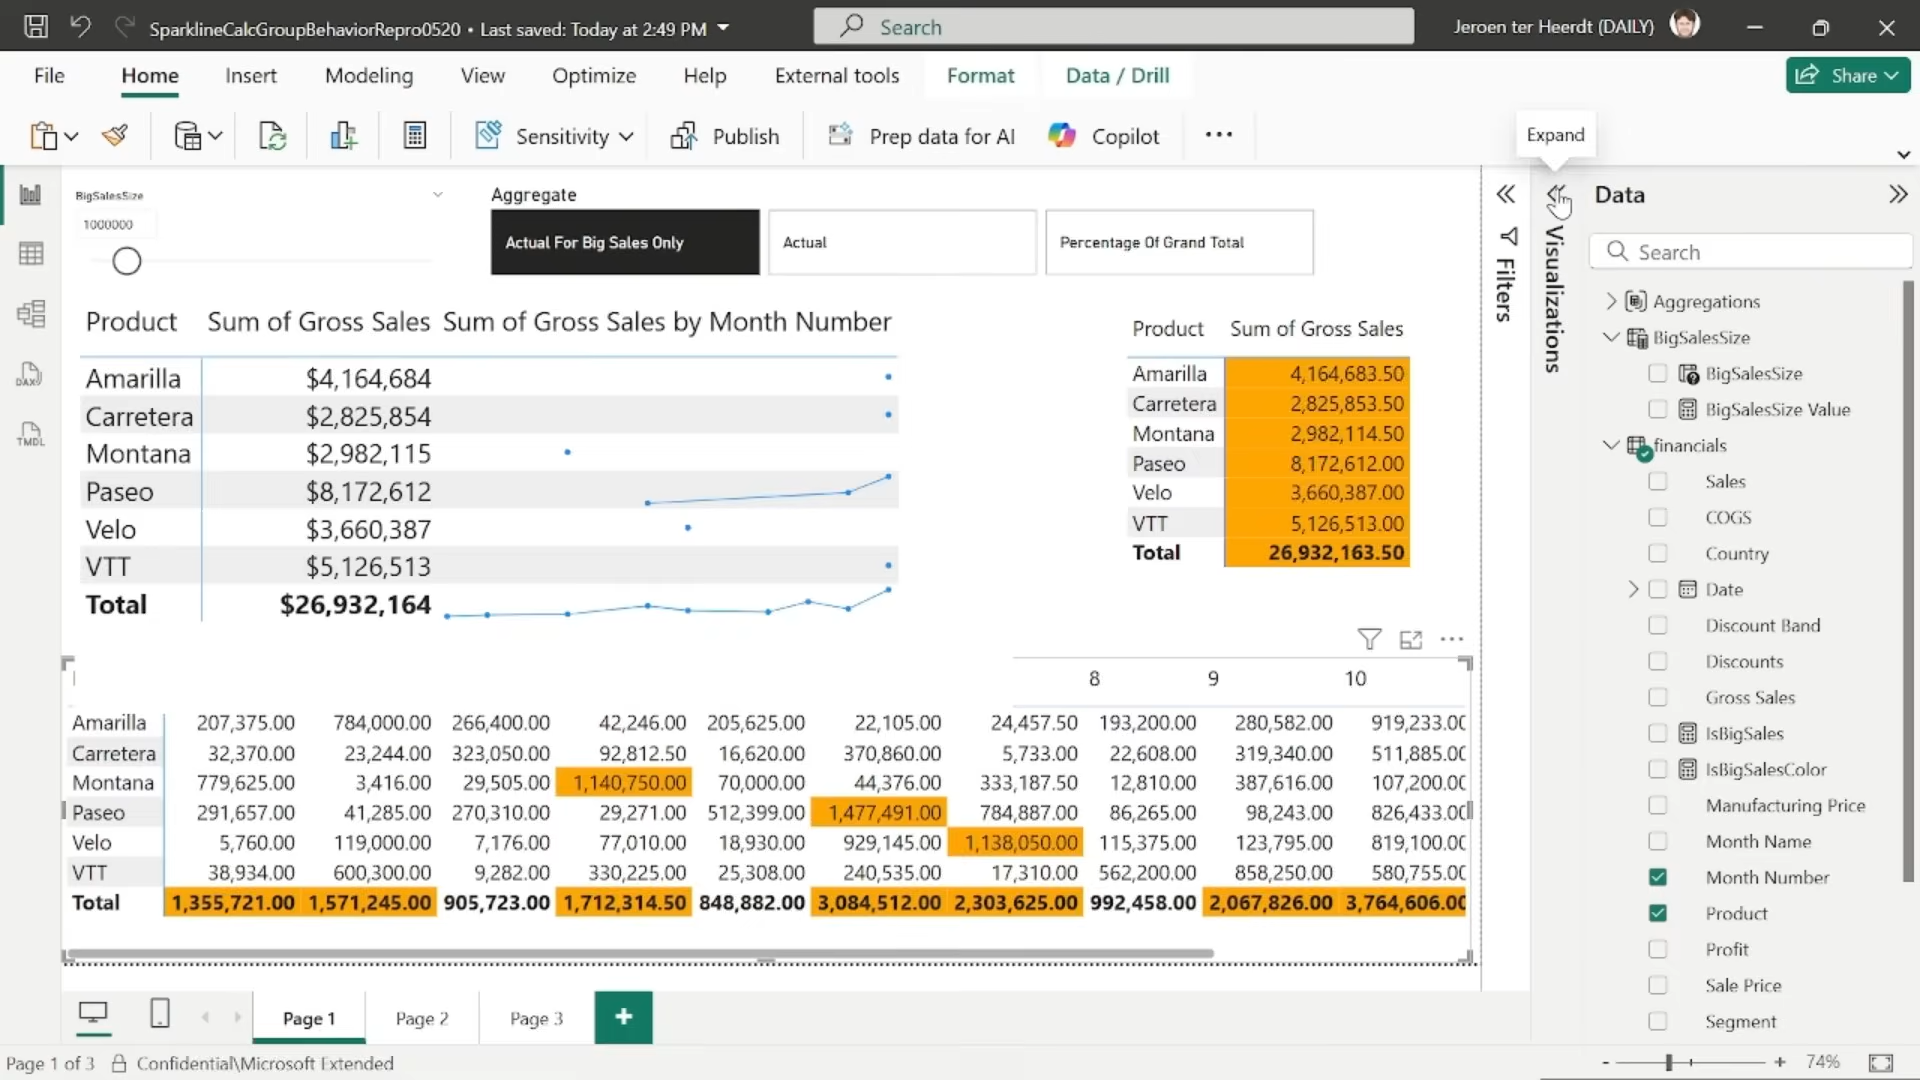 SparklineCalcGroupBehaviorRepro0520 • Last saved: Today at 2:49 PM
Search
Jeroen ter Heerdt (DAILY)
File Home Insert Modeling View Optimize Help External tools Format Data / Drill
Share
Sensitivity
Publish
Prep data for AI
Copilot
Expand
BigSalesSize
1000000
Aggregate
Actual For Big Sales Only
Actual
Percentage Of Grand Total
Product Sum of Gross Sales Sum of Gross Sales by Month Number
Amarilla $4,164,684
Carretera $2,825,854
Montana $2,982,115
Paseo $8,172,612
Velo $3,660,387
VTT $5,126,513
Total $26,932,164
Product Sum of Gross Sales
Amarilla 4,164,683.50
Carretera 2,825,853.50
Montana 2,982,114.50
Paseo 8,172,612.00
Velo 3,660,387.00
VTT 5,126,513.00
Total 26,932,163.50
8 9 10
Amarilla 207,375.00 784,000.00 266,400.00 42,246.00 205,625.00 22,105.00 24,457.50 193,200.00 280,582.00 919,233.0
Carretera 32,370.00 23,244.00 323,050.00 92,812.50 16,620.00 370,860.00 5,733.00 22,608.00 319,340.00 511,885.0
Montana 779,625.00 3,416.00 29,505.00 1,140,750.00 70,000.00 44,376.00 333,187.50 12,810.00 387,616.00 107,200.0
Paseo 291,657.00 41,285.00 270,310.00 29,271.00 512,399.00 1,477,491.00 784,887.00 86,265.00 98,243.00 826,433.0
Velo 5,760.00 119,000.00 7,176.00 77,010.00 18,930.00 929,145.00 1,138,050.00 115,375.00 123,795.00 819,100.0
VTT 38,934.00 600,300.00 9,282.00 330,225.00 25,308.00 240,535.00 17,310.00 562,200.00 858,250.00 580,755.0
Total 1,355,721.00 1,571,245.00 905,723.00 1,712,314.50 848,882.00 3,084,512.00 2,303,625.00 992,458.00 2,067,826.00 3,764,606.0
Filters
Visualizations
Data
Search
Aggregations
BigSalesSize
BigSalesSize
BigSalesSize Value
financials
Sales
COGS
Country
Date
Discount Band
Discounts
Gross Sales
IsBigSales
IsBigSalesColor
Manufacturing Price
Month Name
Month Number
Product
Profit
Sale Price
Segment
DAX
TMDL
Page 1 Page 2 Page 3 +
Page 1 of 3 Confidential\Microsoft Extended
- + 74%